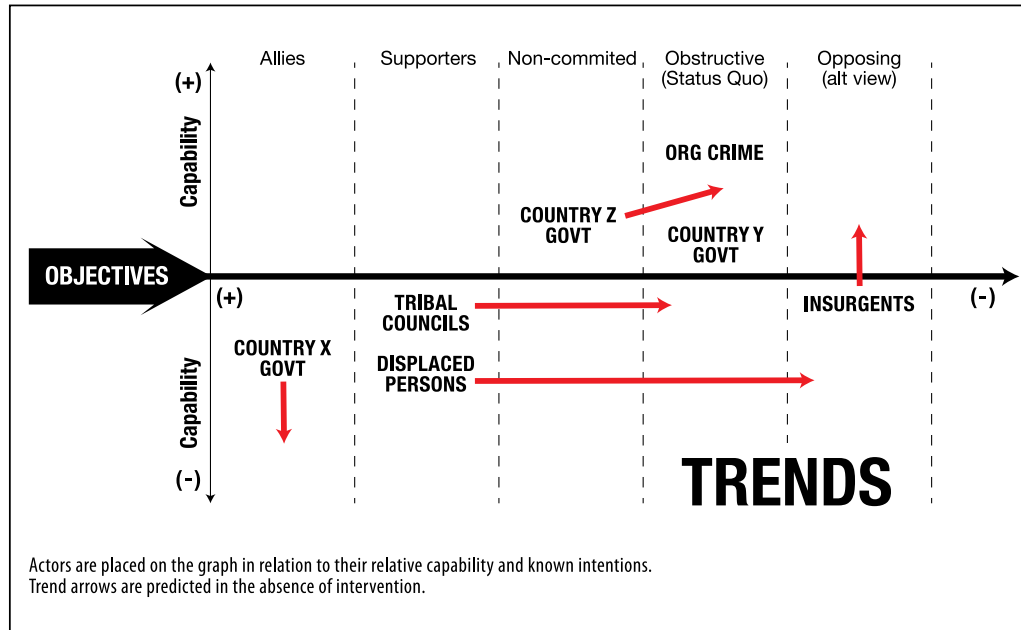 Allies
Supporters
Non-commited
Obstructive
(Status Quo)
Opposing
(alt view)
(+)
Capability
ORG CRIME
COUNTRY Z
GOVT
COUNTRY Y
GOVT
OBJECTIVES
(+)
(-)
TRIBAL
COUNCILS
INSURGENTS
COUNTRY X
GOVT
DISPLACED
PERSONS
Capability
(-)
TRENDS
Actors are placed on the graph in relation to their relative capability and known intentions.
Trend arrows are predicted in the absence of intervention.